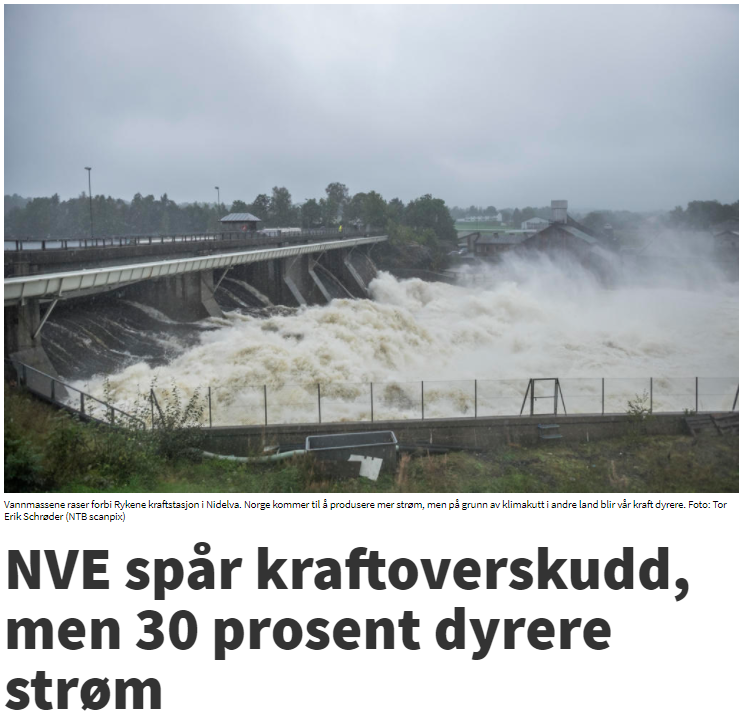 Vannmassene raser forbi Rykene kraftstasjon i Nidelva. Norge kommer til å produsere mer strøm, men på grunn av klimakutt i andre land blir vår kraft dyrere. Foto: Tor
Erik Schrøder (NTB scanpix)
NVE spår kraftoverskudd,
men 30 prosent dyrere
strøm